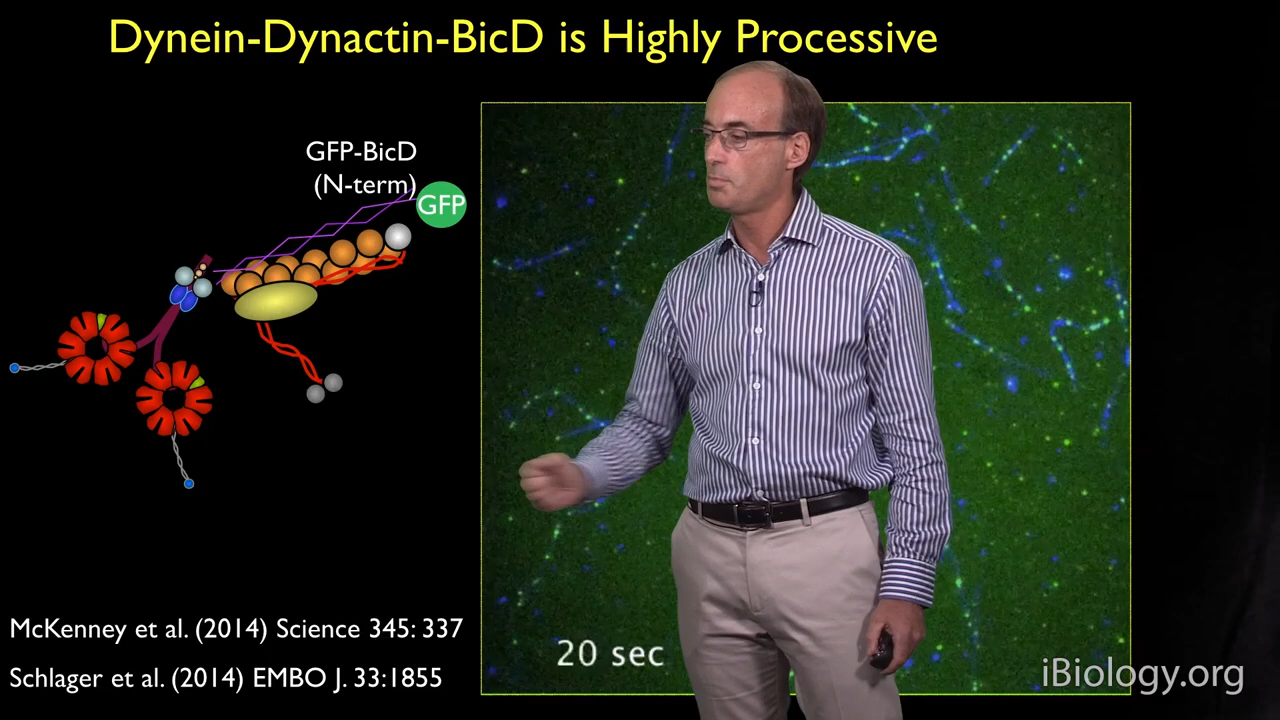 Dynein-Dynactin-BicD is Highly Processive
GFP-BicD
(N-term)
GFP
McKenney et al. (2014) Science 345: 337
Schlager et al. (2014) EMBO J. 33:1855
20 sec
iBiology.org